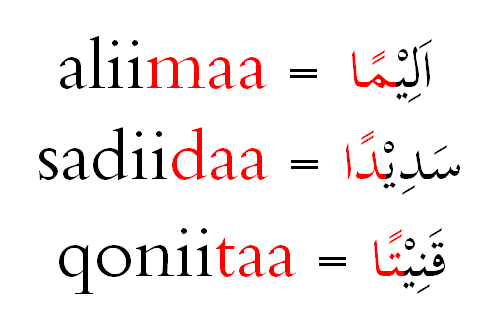 aliimaa = اَلِيْمًا
sadiidaa = سَدِيْدًا
qoniitaa = قَنِيْتًا